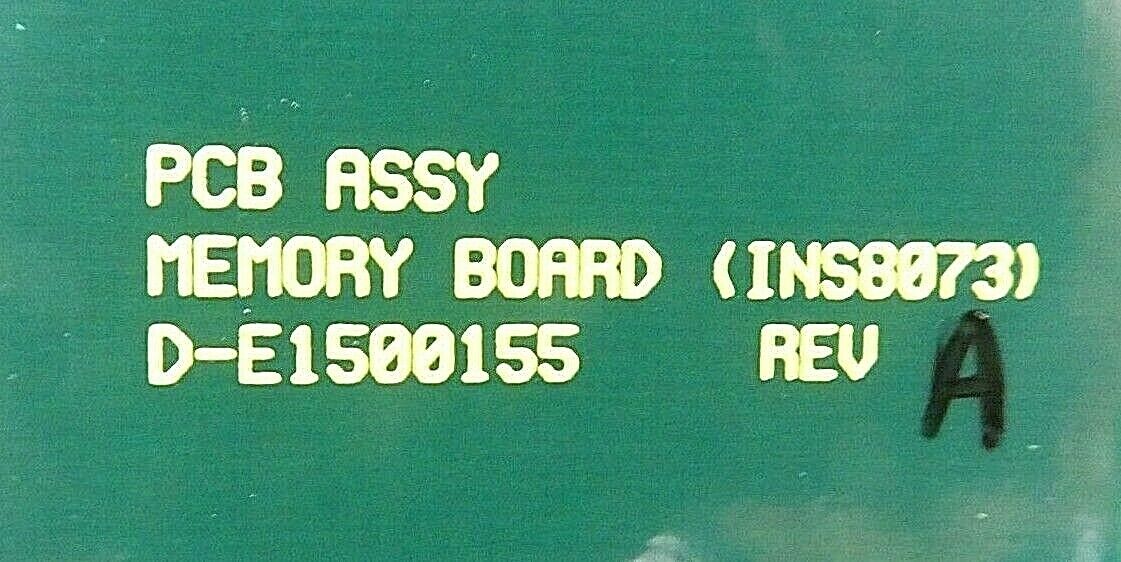 PCB ASSY
MEMORY BOARD (INS8073)
D-E1500155 REV A